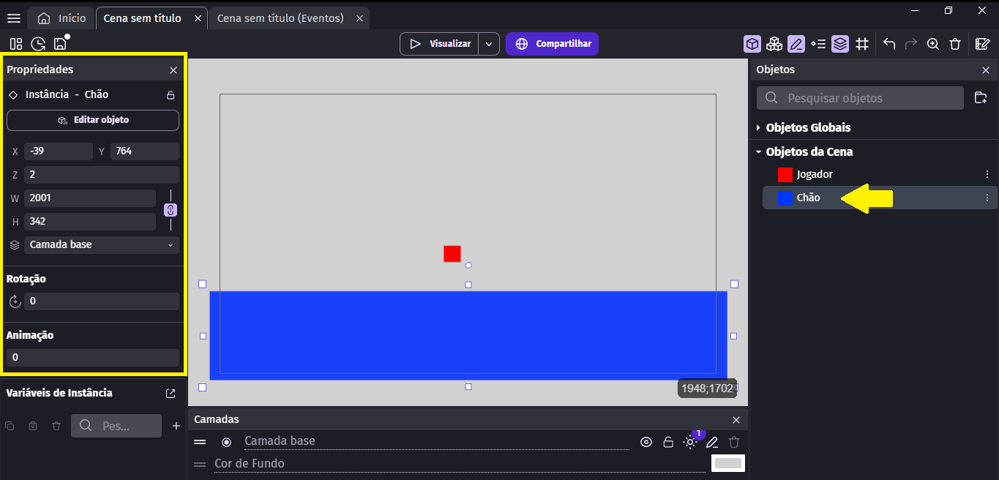 Início
Cena sem título
Cena sem título (Eventos)
Visualizar
Compartilhar
Propriedades
Instância - Chão
Editar objeto
X -39 Y 764
Z 2
W 2001
H 342
Camada base
Rotação
0
Animação
0
Variáveis de Instância
Pes...
1948;1702
Camadas
Camada base
1
Cor de Fundo
Objetos
Pesquisar objetos
Objetos Globais
Objetos da Cena
Jogador
Chão